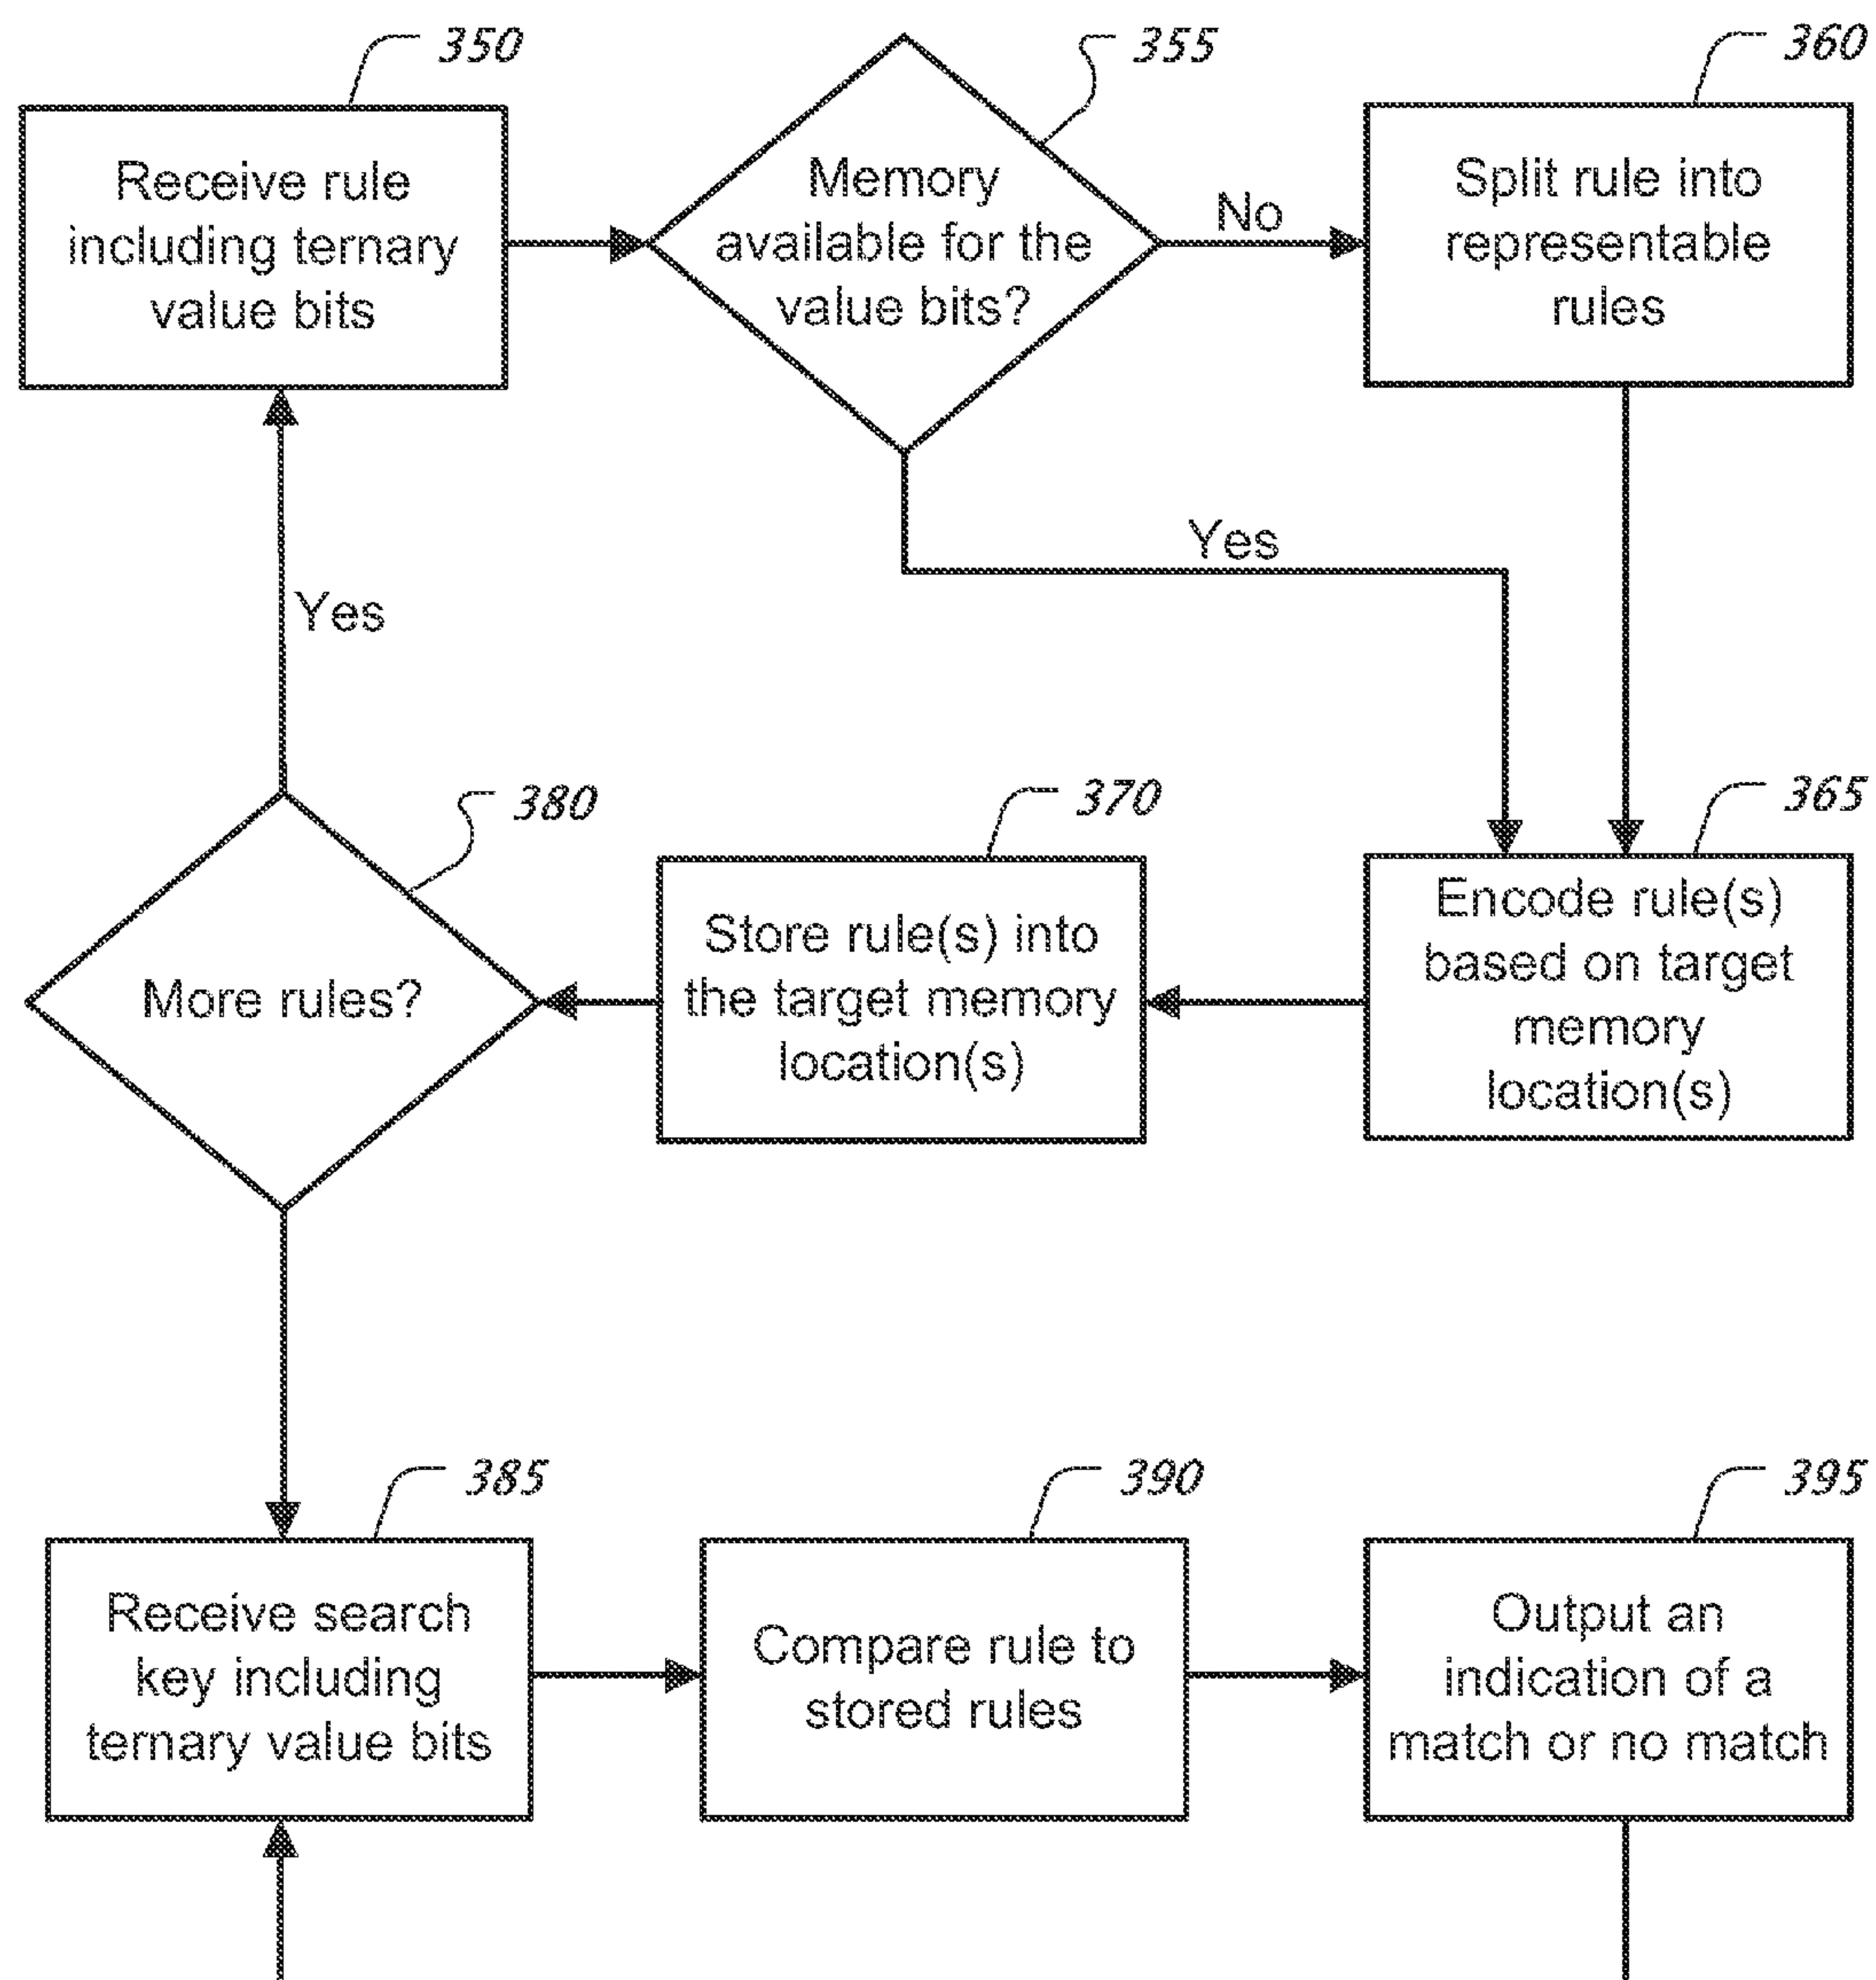 350
355
360
Receive rule
including ternary
value bits
Memory
available for the
value bits?
No
Split rule into
representable
rules
Yes
Yes
380
370
365
More rules?
Store rule(s) into
the target memory
location(s)
Encode rule(s)
based on target
memory
location(s)
385
390
395
Receive search
key including
ternary value bits
Compare rule to
stored rules
Output an
indication of a
match or no match